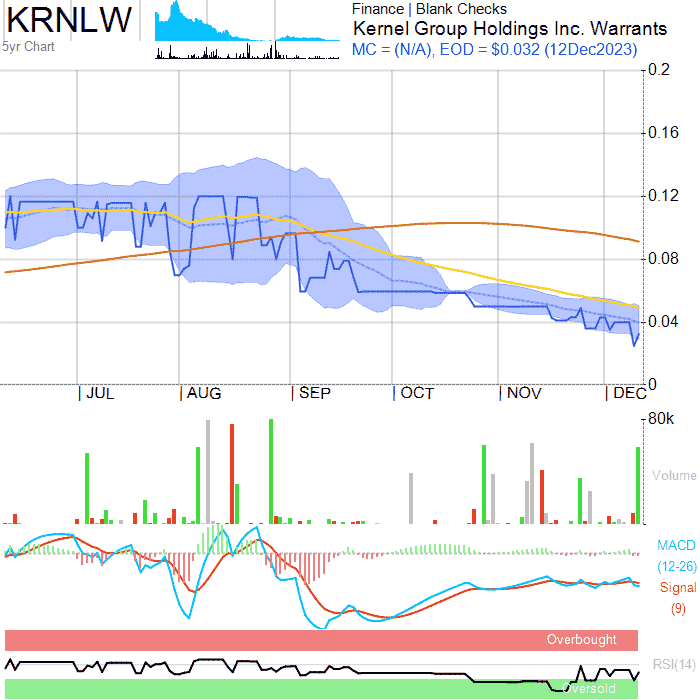 KRNLW
5yr Chart
Finance | Blank Checks
Kernel Group Holdings Inc. Warrants
MC = (N/A), EOD = $0.032 (12Dec2023)
0.2
0.16
0.12
0.08
0.04
0
| JUL | AUG | SEP | OCT | NOV | DEC
80k
Volume
MACD
(12-26)
Signal
(9)
Overbought
RSI(14)
Oversold